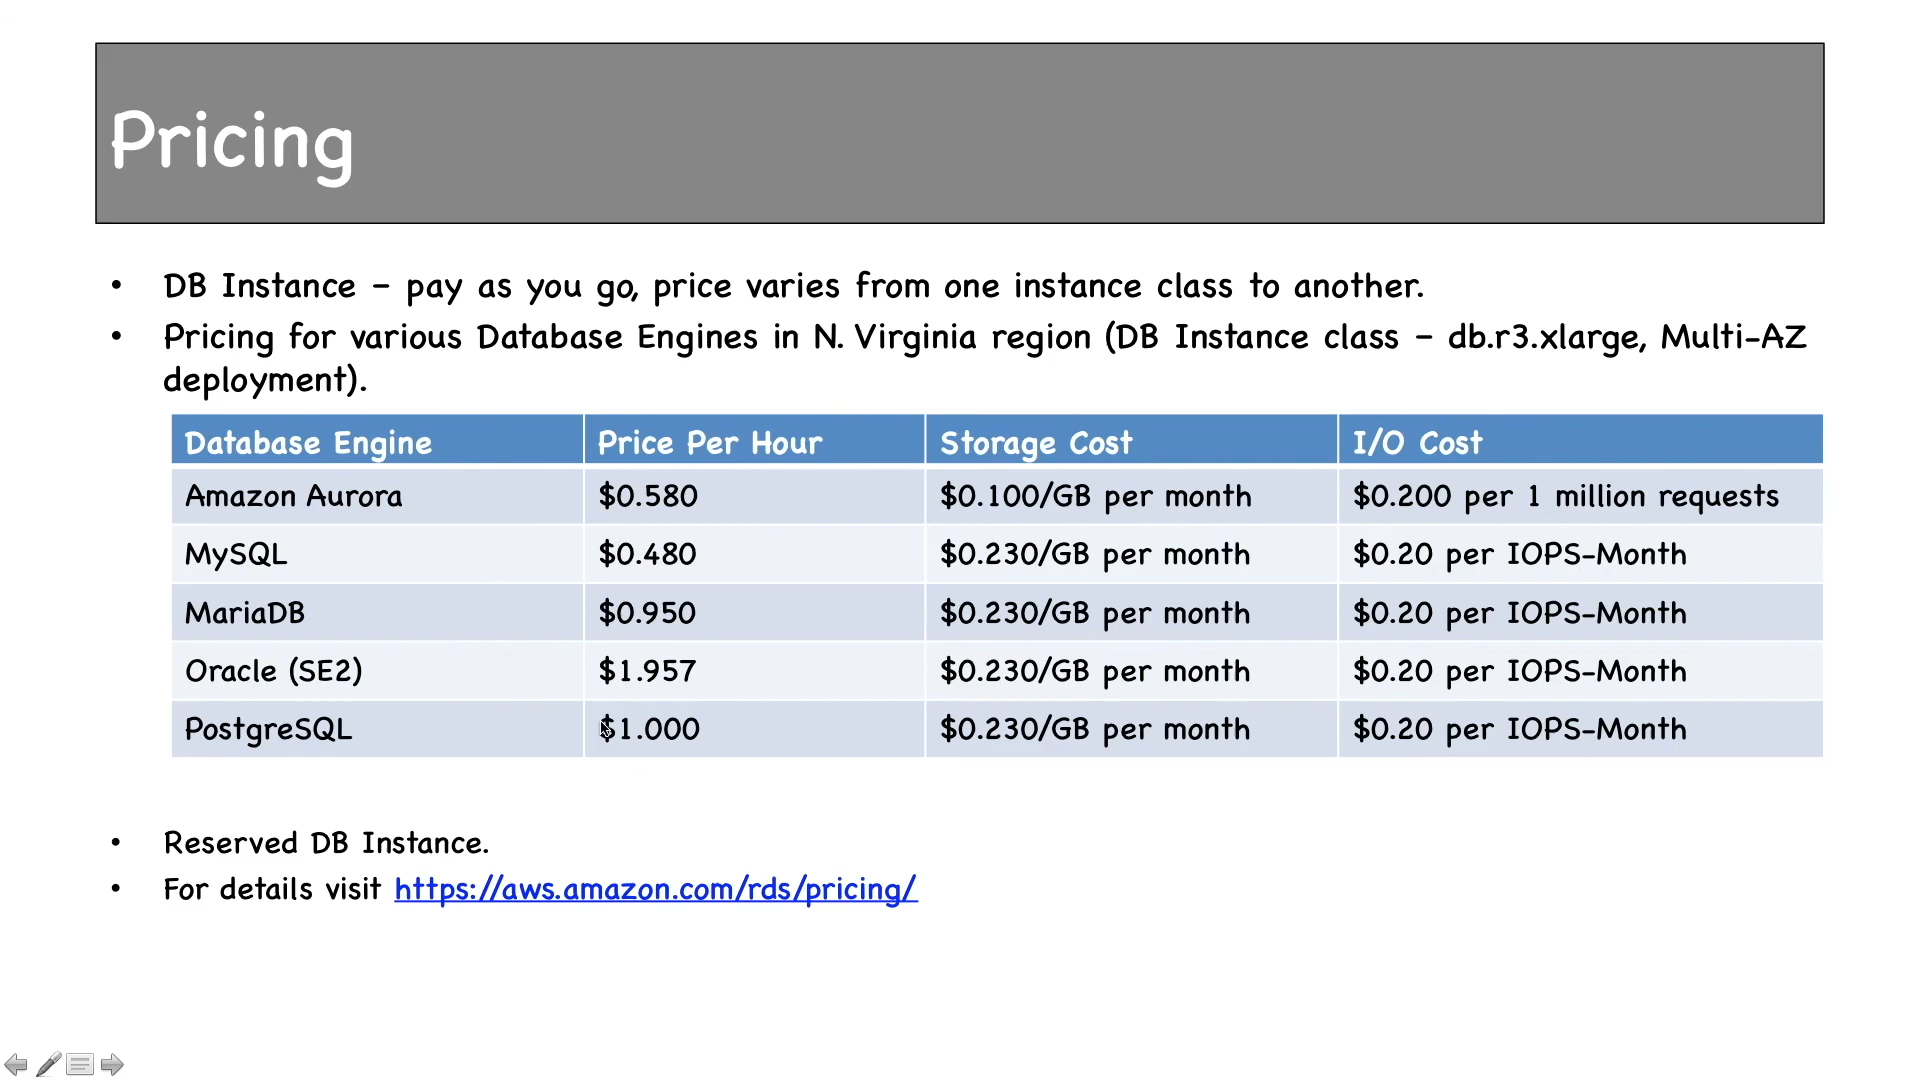 Pricing
• DB Instance – pay as you go, price varies from one instance class to another.
• Pricing for various Database Engines in N. Virginia region (DB Instance class – db.r3.xlarge, Multi-AZ
deployment).
Database Engine Price Per Hour Storage Cost I/O Cost
Amazon Aurora $0.580 $0.100/GB per month $0.200 per 1 million requests
MySQL $0.480 $0.230/GB per month $0.20 per IOPS-Month
MariaDB $0.950 $0.230/GB per month $0.20 per IOPS-Month
Oracle (SE2) $1.957 $0.230/GB per month $0.20 per IOPS-Month
PostgreSQL $1.000 $0.230/GB per month $0.20 per IOPS-Month
• Reserved DB Instance.
• For details visit https://aws.amazon.com/rds/pricing/